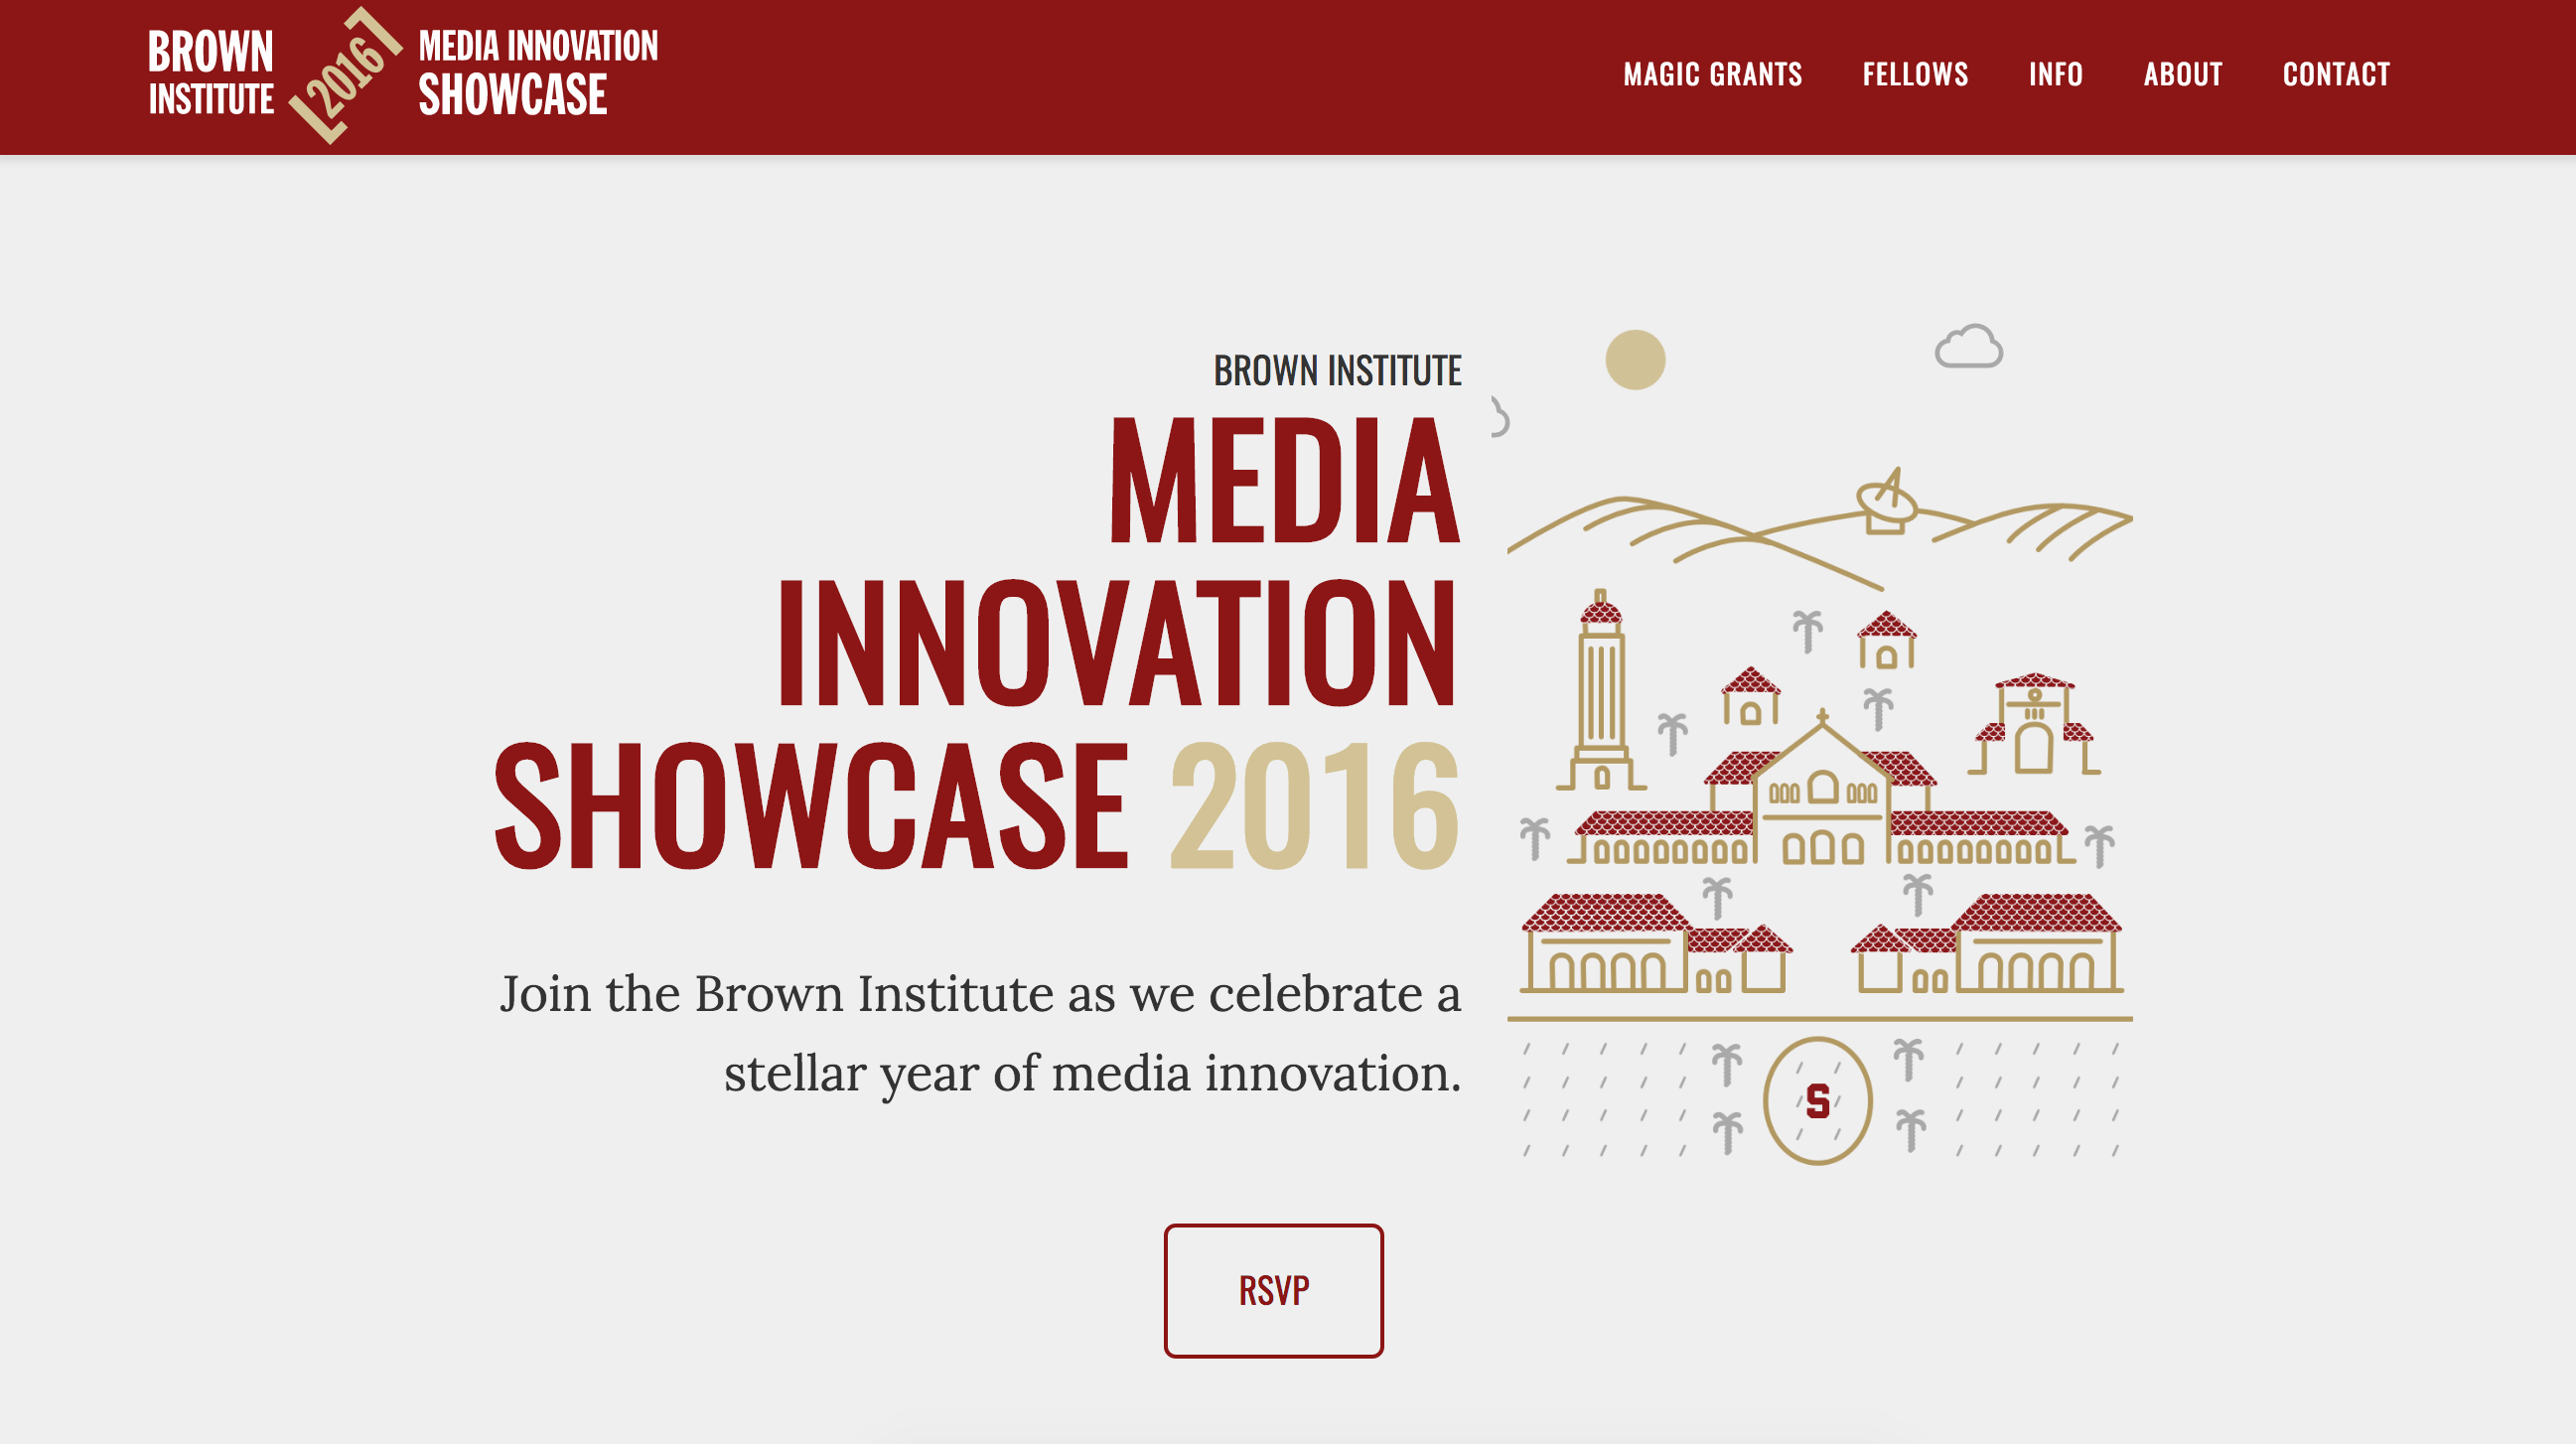 BROWN
INSTITUTE
[2016]
MEDIA INNOVATION
SHOWCASE
MAGIC GRANTS
FELLOWS
INFO
ABOUT
CONTACT
BROWN INSTITUTE
MEDIA
INNOVATION
SHOWCASE 2016
Join the Brown Institute as we celebrate a
stellar year of media innovation.
S
RSVP